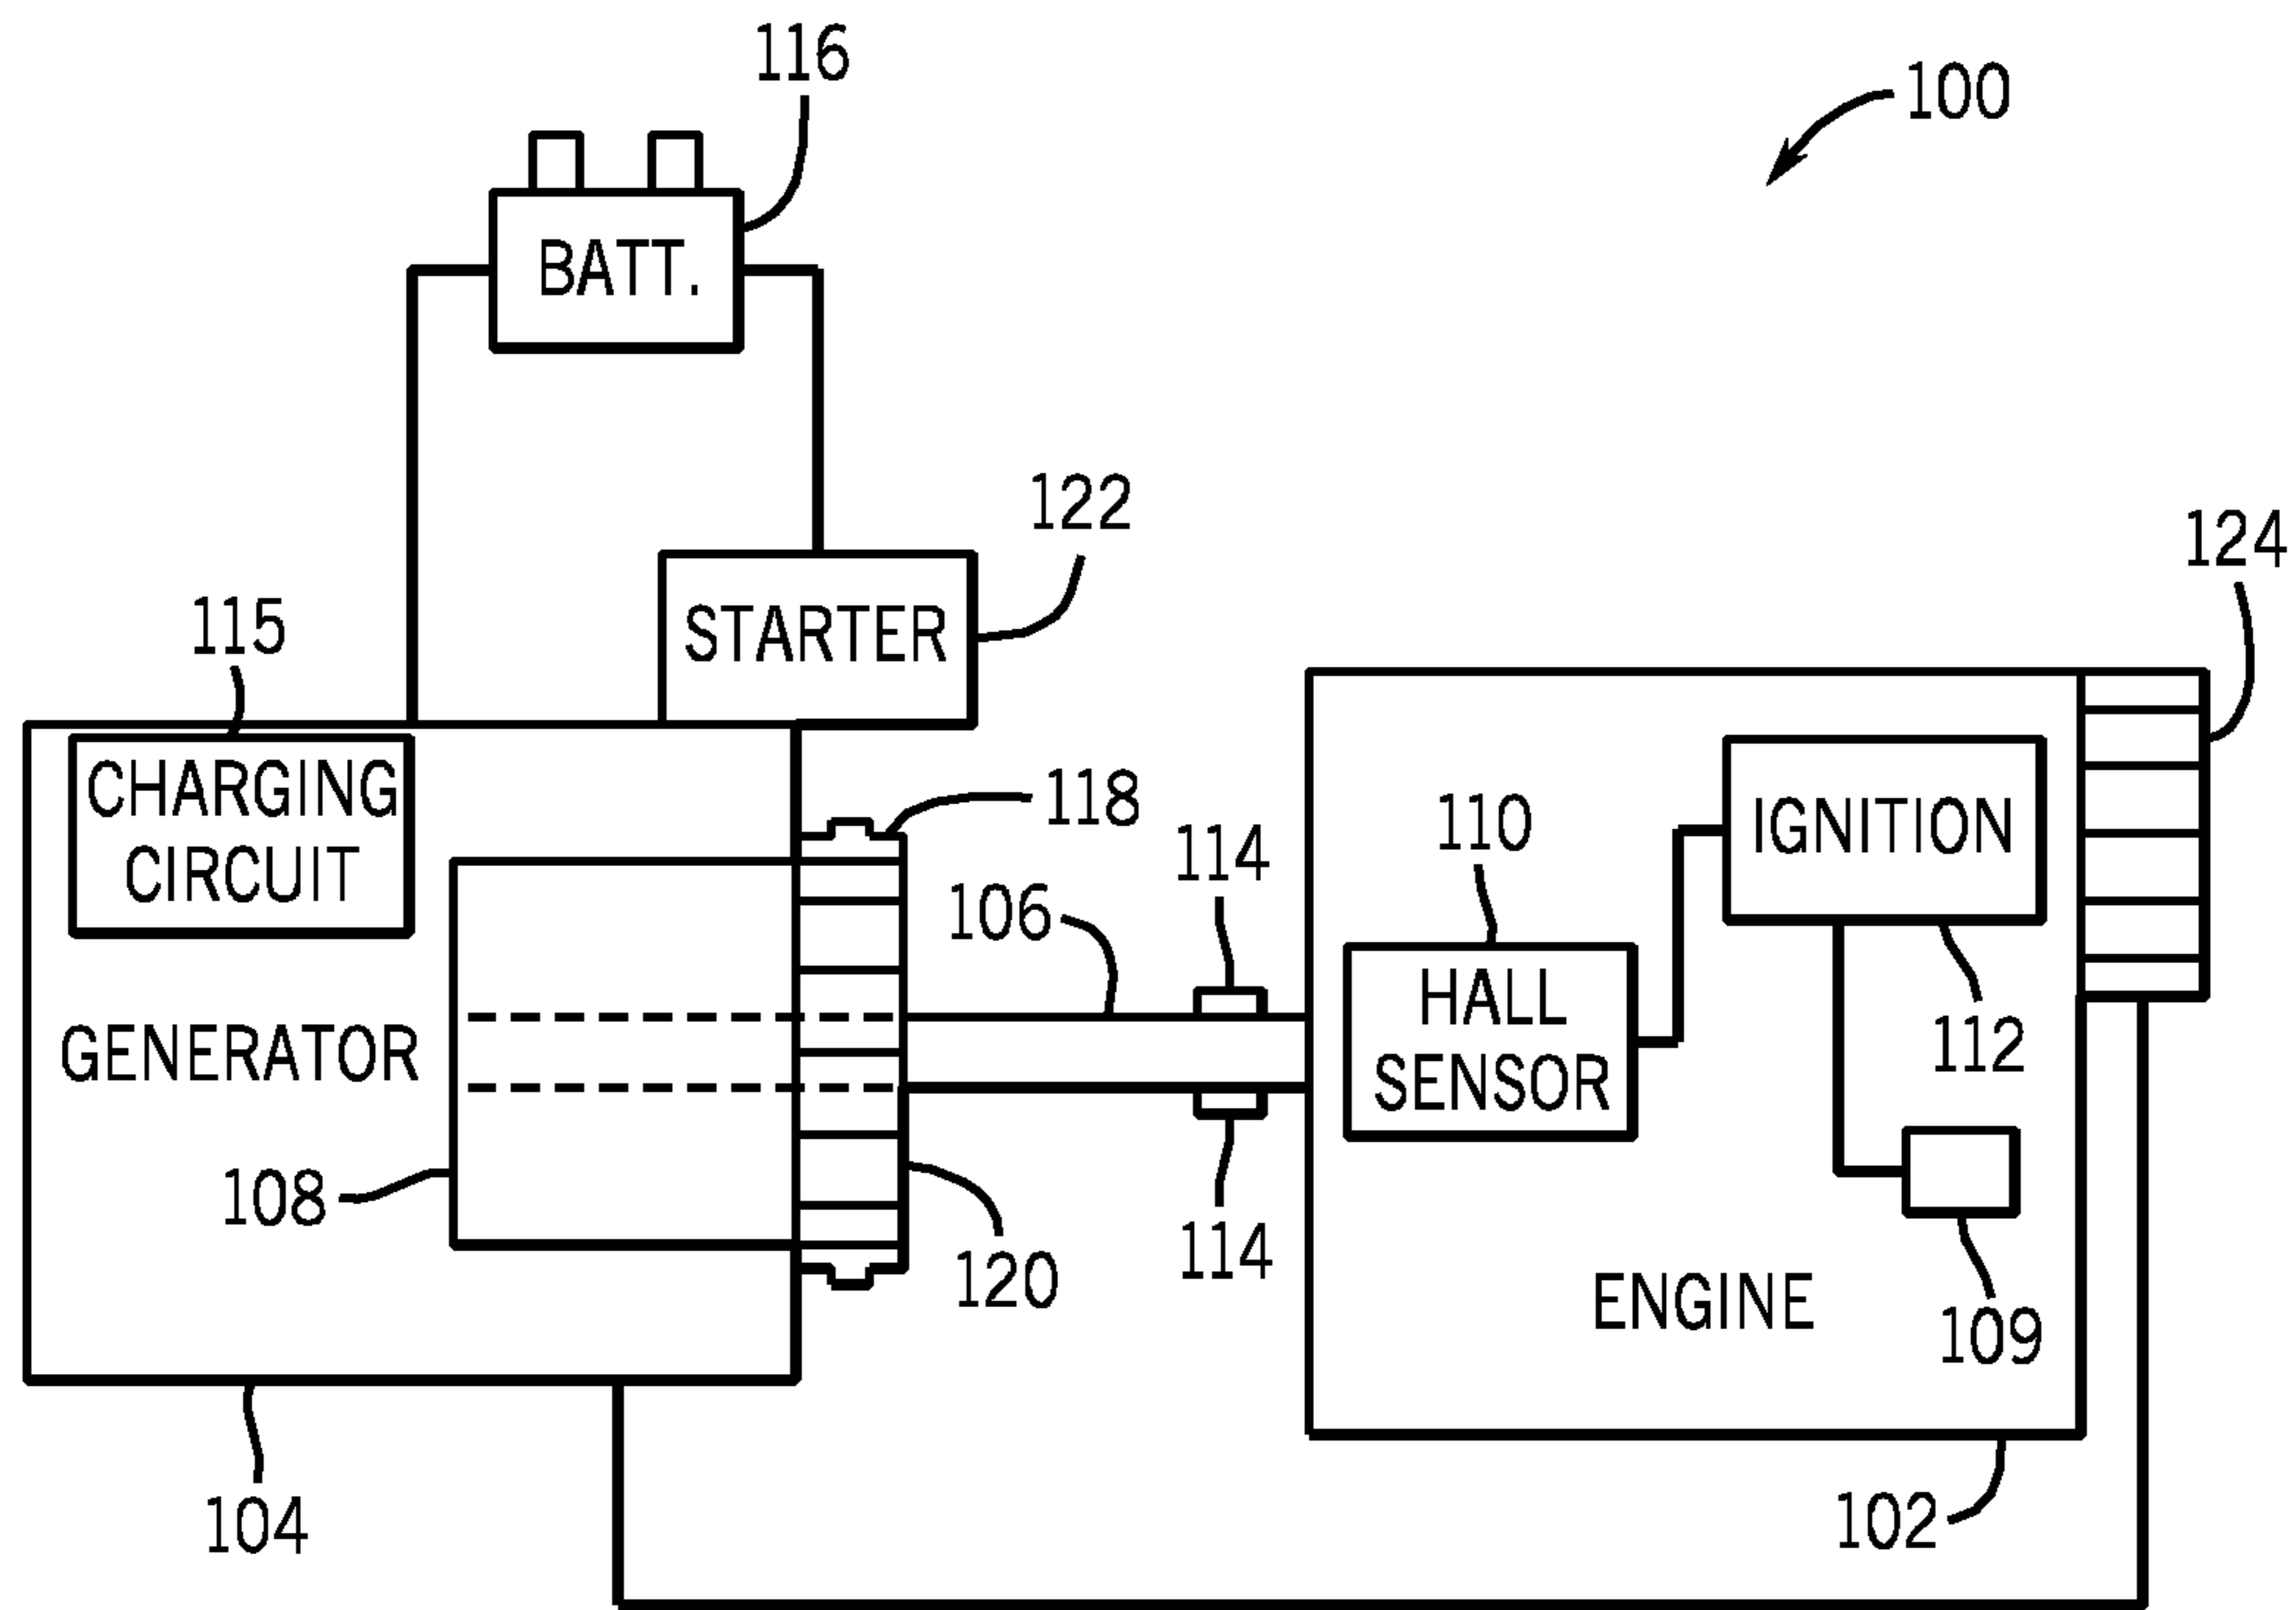 116
100
BATT.
122
124
STARTER
115
CHARGING
CIRCUIT
118
110
114
IGNITION
106
HALL
SENSOR
GENERATOR
112
108
114
120
109
ENGINE
104
102